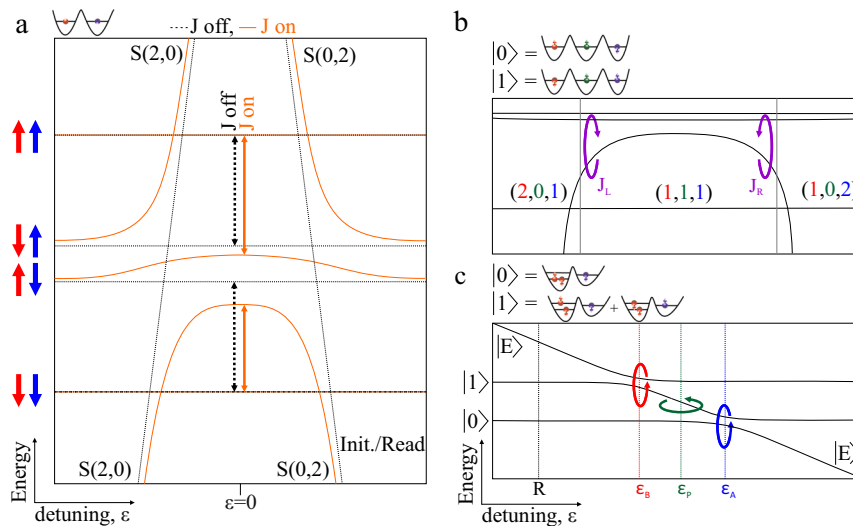 a
J off, J on
S(2,0)
S(0,2)
J off
J on
S(2,0)
S(0,2)
Init./Read
Energy
detuning, ε
ε=0
b
|0⟩ =
|1⟩ =
J_L
J_R
(2,0,1)
(1,1,1)
(1,0,2)
c
|0⟩ =
|1⟩ =
+
|E⟩
|1⟩
|0⟩
|E⟩
Energy
R
ε_B
ε_P
ε_A
detuning, ε